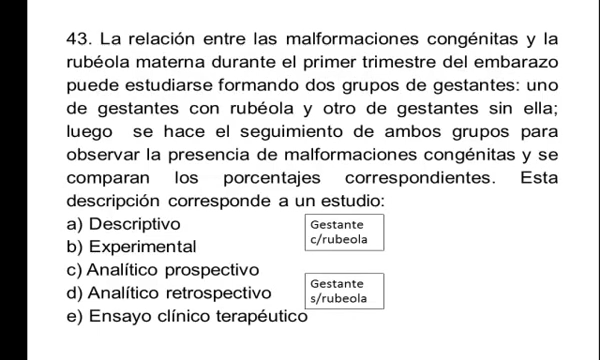 43. La relación entre las malformaciones congénitas y la
rubéola materna durante el primer trimestre del embarazo
puede estudiarse formando dos grupos de gestantes: uno
de gestantes con rubéola y otro de gestantes sin ella;
luego se hace el seguimiento de ambos grupos para
observar la presencia de malformaciones congénitas y se
comparan los porcentajes correspondientes. Esta
descripción corresponde a un estudio:
a) Descriptivo
b) Experimental
c) Analítico prospectivo
d) Analítico retrospectivo
e) Ensayo clínico terapéutico
Gestante
c/rubeola
Gestante
s/rubeola